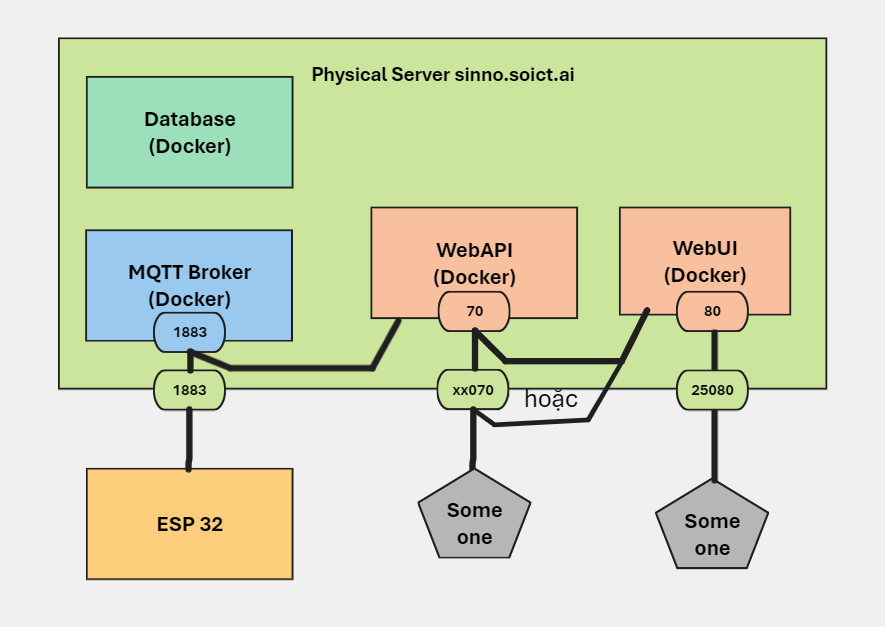 Physical Server sinno.soict.ai
Database
(Docker)
MQTT Broker
(Docker)
1883
WebAPI
(Docker)
70
WebUI
(Docker)
80
1883
xx070
hoặc
25080
ESP 32
Some
one
Some
one